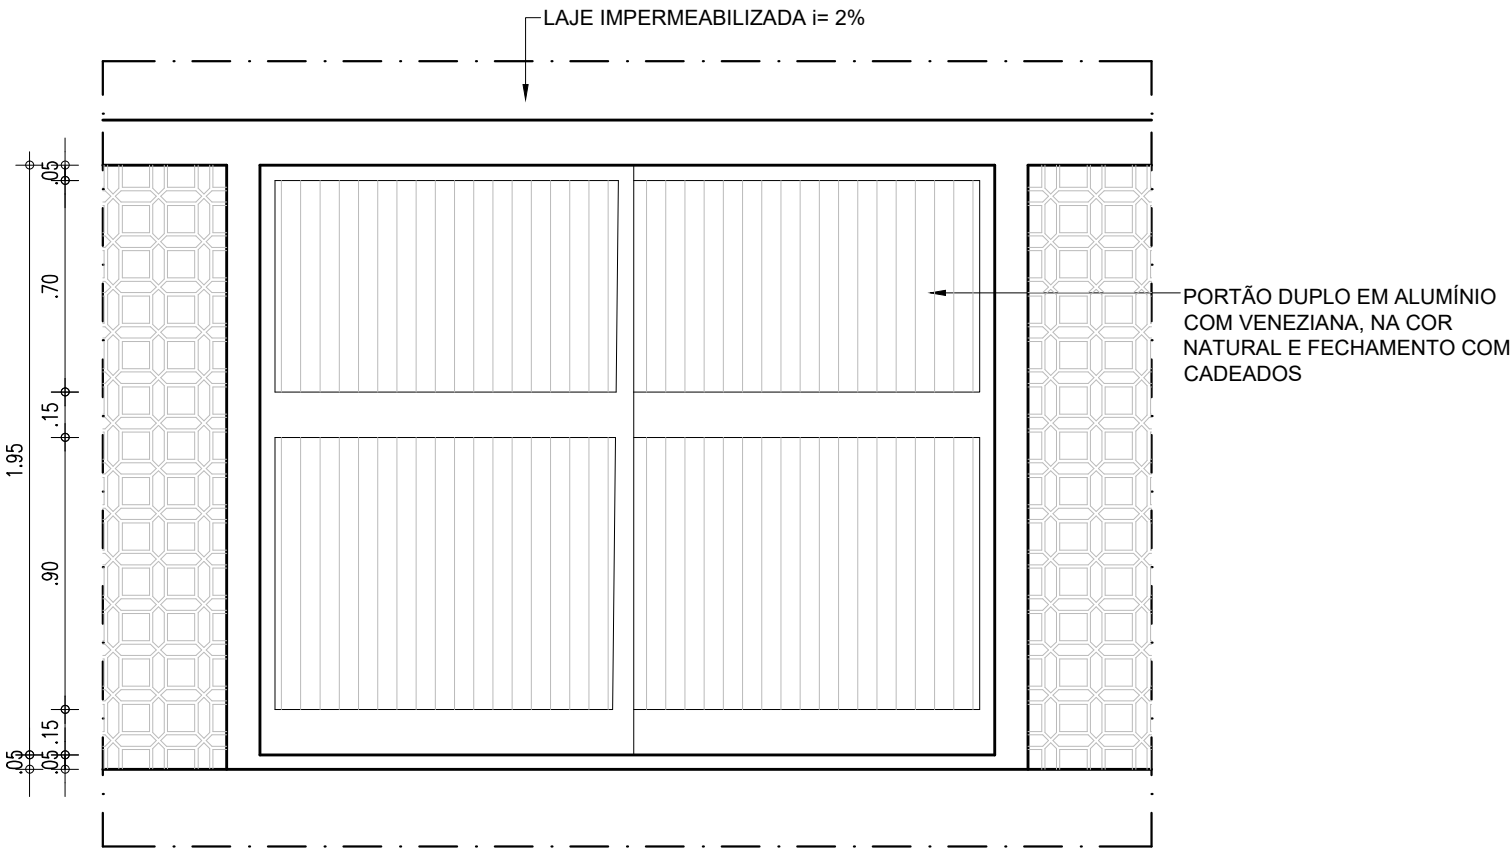 LAJE IMPERMEABILIZADA i= 2%
PORTÃO DUPLO EM ALUMÍNIO
COM VENEZIANA, NA COR
NATURAL E FECHAMENTO COM
CADEADOS
1.95
.05
.05
.70
.15
.90
.15
.05